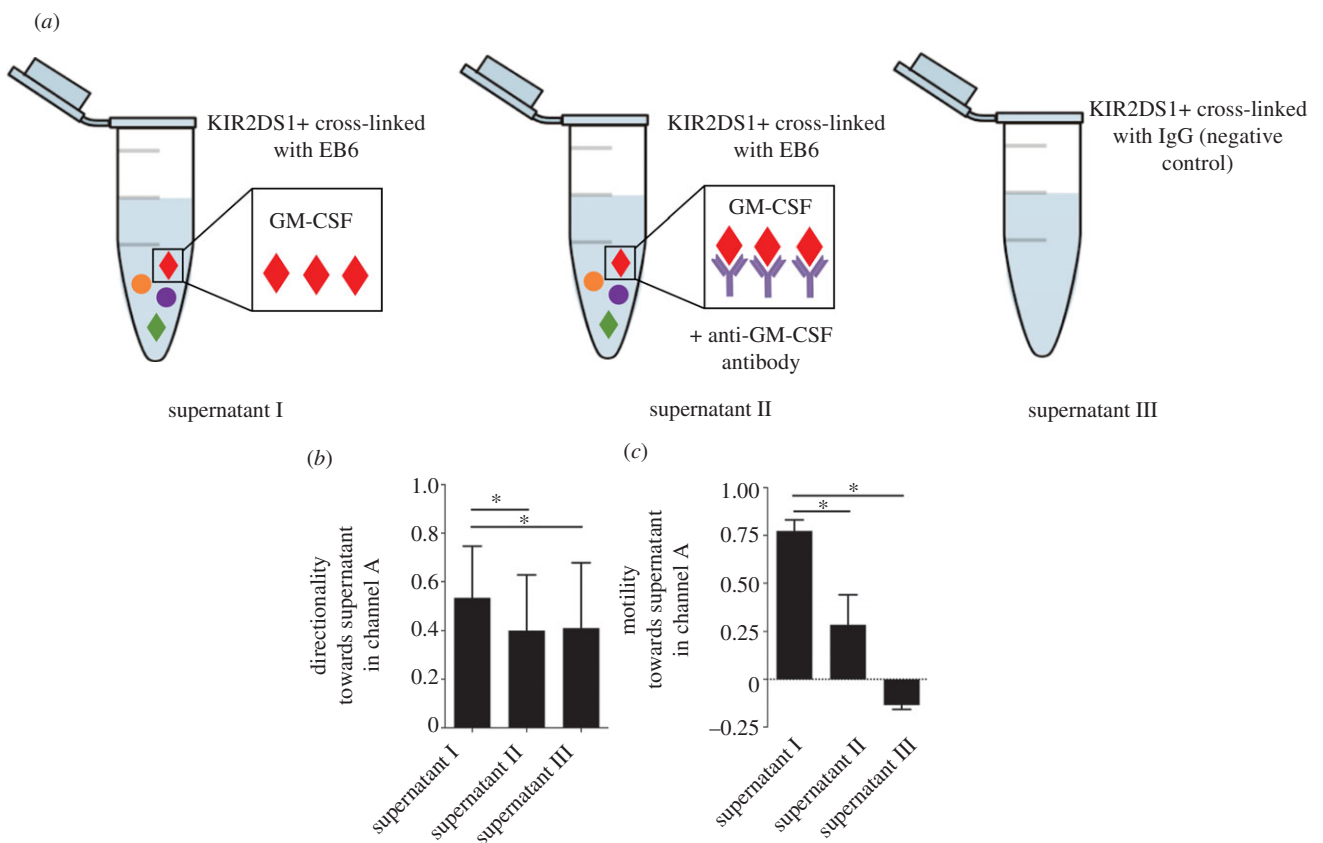 (a)
KIR2DS1+ cross-linked
with EB6
GM-CSF
supernatant I
KIR2DS1+ cross-linked
with EB6
GM-CSF
+ anti-GM-CSF
antibody
supernatant II
KIR2DS1+ cross-linked
with IgG (negative
control)
supernatant III
(b)
directionality
towards supernatant
in channel A
1.0
0.8
0.6
0.4
0.2
0
*
*
supernatant I
supernatant II
supernatant III
(c)
motility
towards supernatant
in channel A
1.00
0.75
0.50
0.25
0
–0.25
*
*
supernatant I
supernatant II
supernatant III